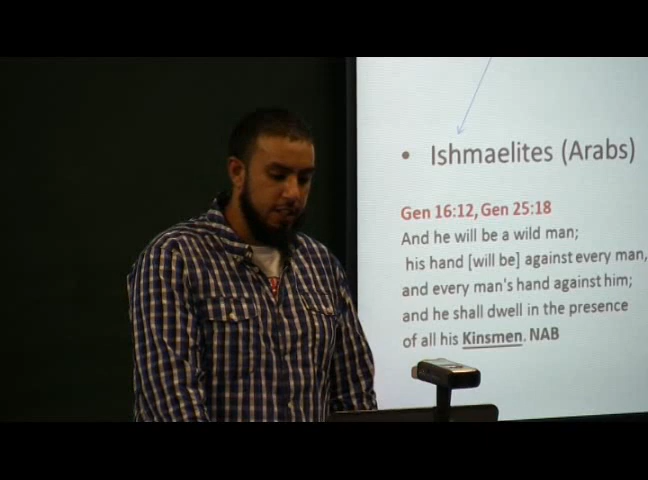 • Ishmaelites (Arabs)
Gen 16:12, Gen 25:18
And he will be a wild man;
his hand [will be] against every man,
and every man's hand against him;
and he shall dwell in the presence
of all his Kinsmen. NAB